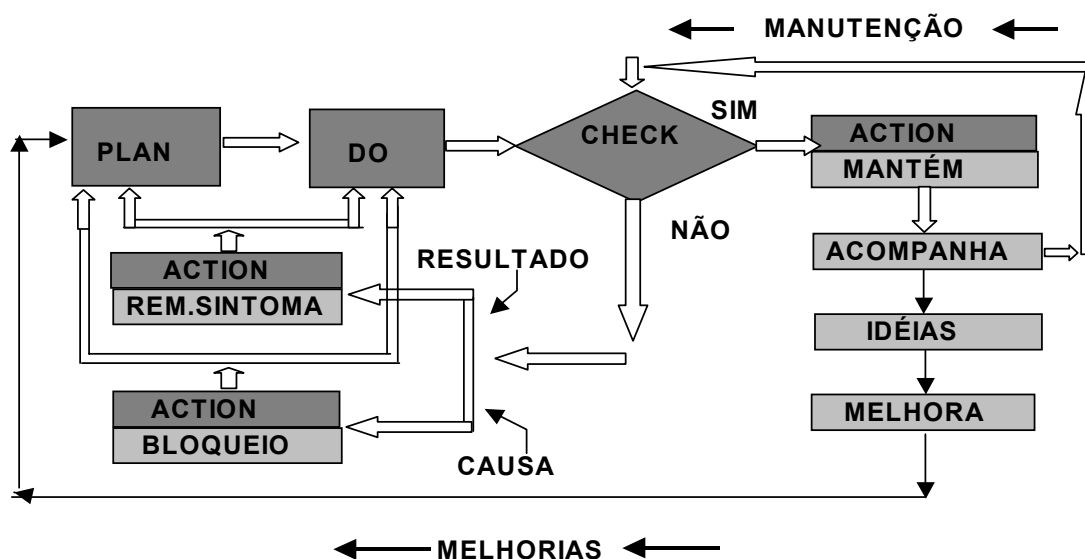 MANUTENÇÃO
PLAN
DO
CHECK
SIM
ACTION
MANTÉM
NÃO
ACOMPANHA
RESULTADO
ACTION
REM.SINTOMA
IDÉIAS
ACTION
BLOQUEIO
MELHORA
CAUSA
MELHORIAS